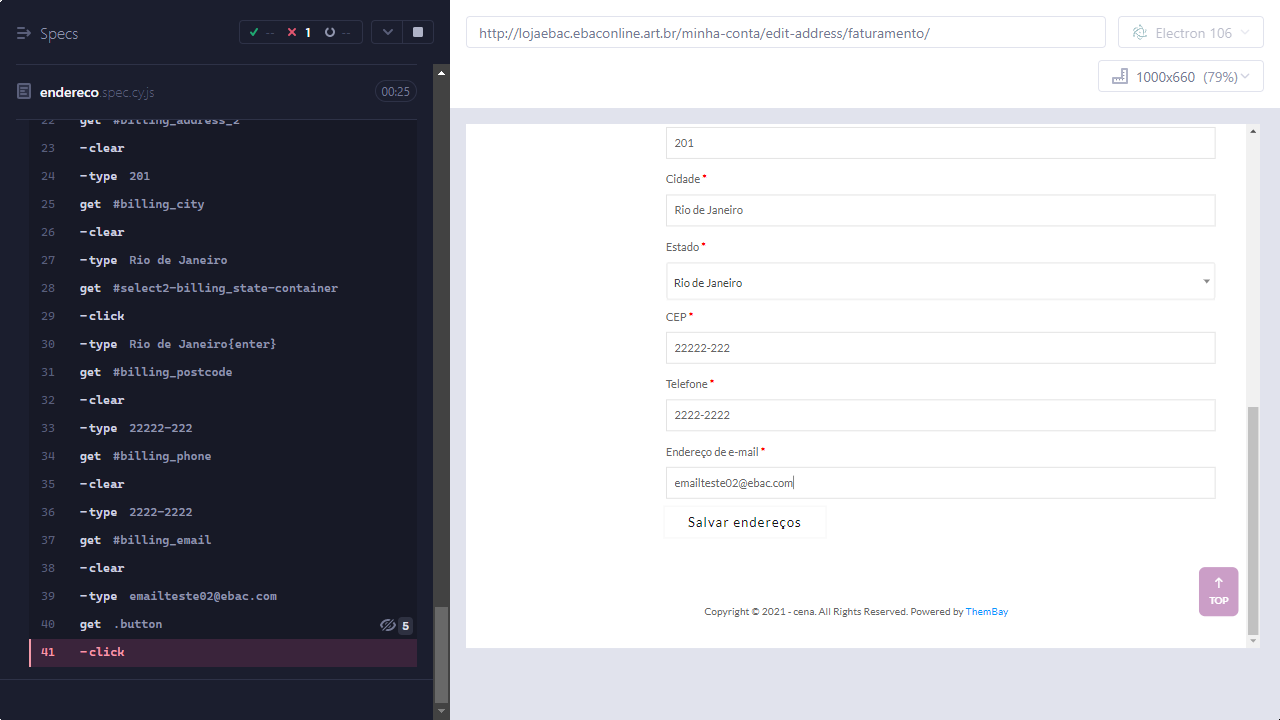 Specs
-- 1 --
http://lojaebac.ebaconline.art.br/minha-conta/edit-address/faturamento/
Electron 106
1000x660 (79%)
endereco.spec.cy.js
00:25
22 get #billing_address_2
23 -clear
24 -type 201
25 get #billing_city
26 -clear
27 -type Rio de Janeiro
28 get #select2-billing_state-container
29 -click
30 -type Rio de Janeiro{enter}
31 get #billing_postcode
32 -clear
33 -type 22222-222
34 get #billing_phone
35 -clear
36 -type 2222-2222
37 get #billing_email
38 -clear
39 -type emailteste02@ebac.com
40 get .button 5
41 -click
201
Cidade *
Rio de Janeiro
Estado *
Rio de Janeiro
CEP *
22222-222
Telefone *
2222-2222
Endereço de e-mail *
emailteste02@ebac.com
Salvar endereços
TOP
Copyright © 2021 - cena. All Rights Reserved. Powered by ThemBay